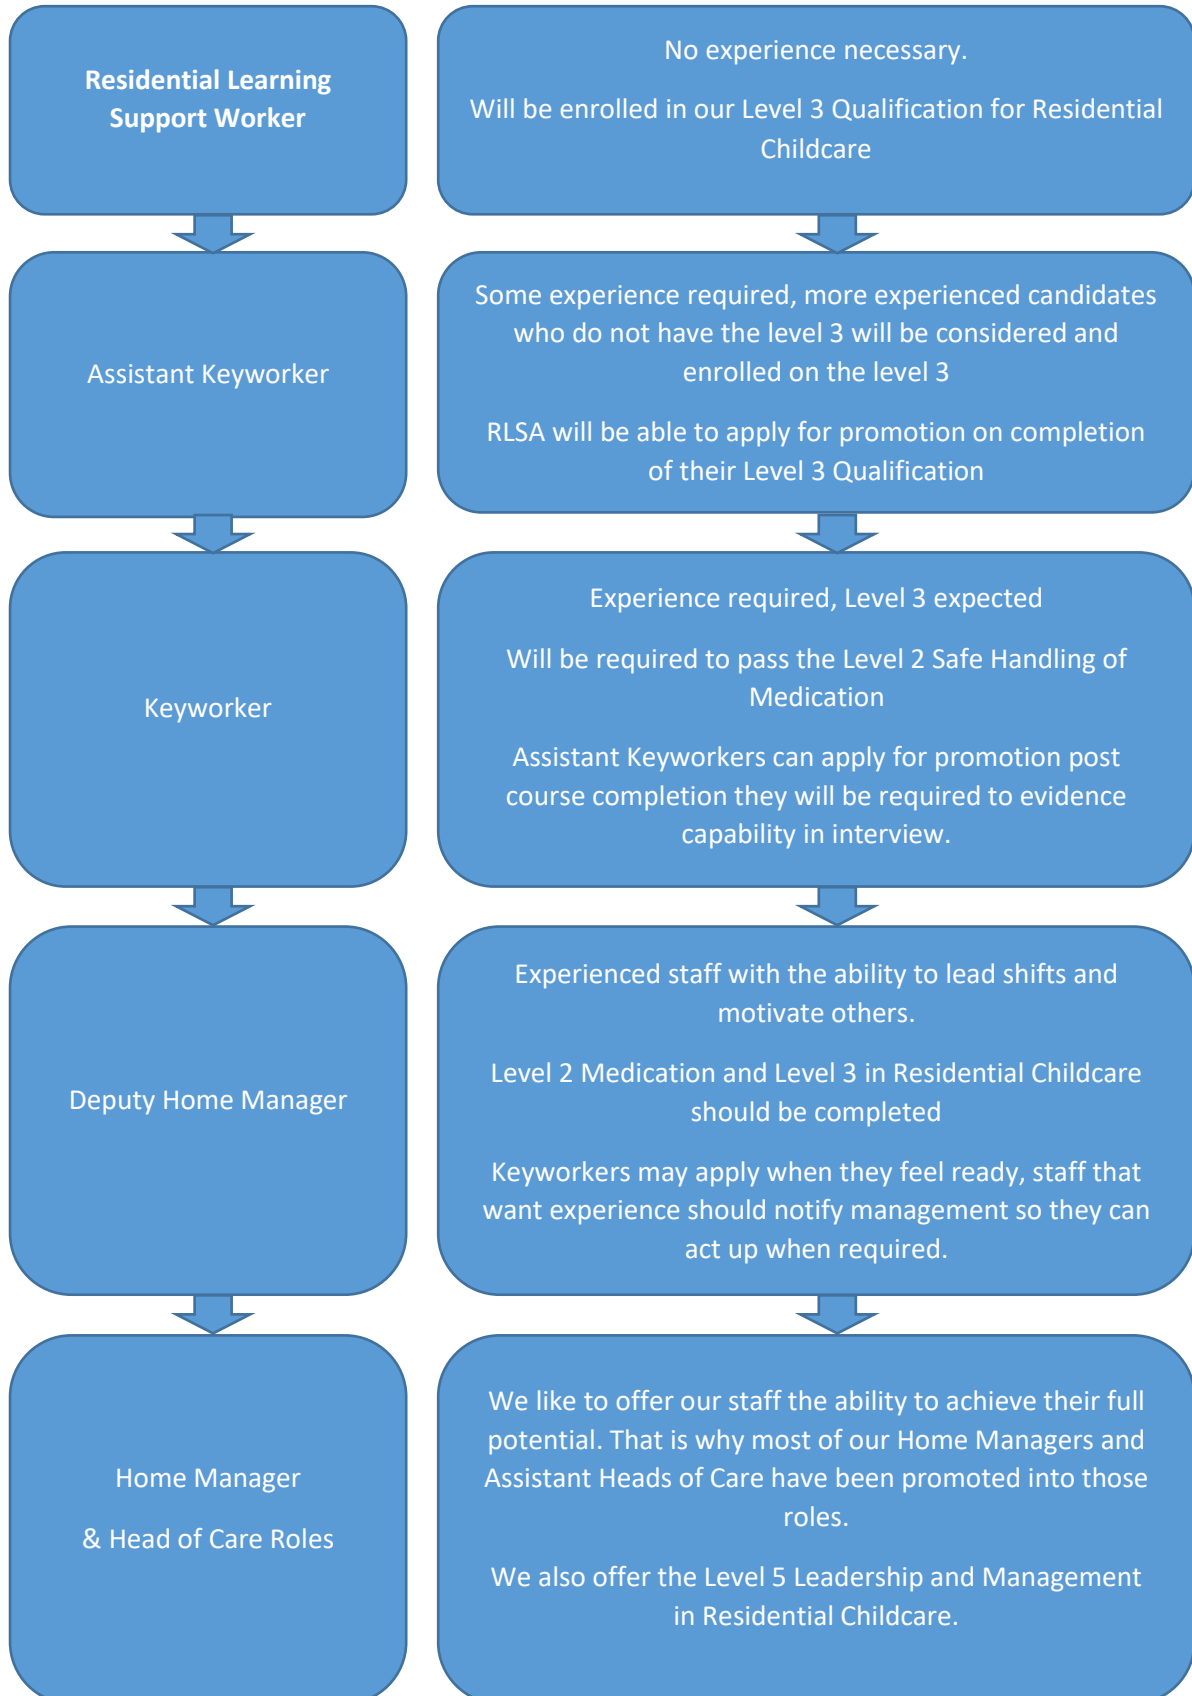 Residential Learning
Support Worker
No experience necessary.
Will be enrolled in our Level 3 Qualification for Residential
Childcare
Assistant Keyworker
Some experience required, more experienced candidates
who do not have the level 3 will be considered and
enrolled on the level 3
RLSA will be able to apply for promotion on completion
of their Level 3 Qualification
Keyworker
Experience required, Level 3 expected
Will be required to pass the Level 2 Safe Handling of
Medication
Assistant Keyworkers can apply for promotion post
course completion they will be required to evidence
capability in interview.
Deputy Home Manager
Experienced staff with the ability to lead shifts and
motivate others.
Level 2 Medication and Level 3 in Residential Childcare
should be completed
Keyworkers may apply when they feel ready, staff that
want experience should notify management so they can
act up when required.
Home Manager
& Head of Care Roles
We like to offer our staff the ability to achieve their full
potential. That is why most of our Home Managers and
Assistant Heads of Care have been promoted into those
roles.
We also offer the Level 5 Leadership and Management
in Residential Childcare.